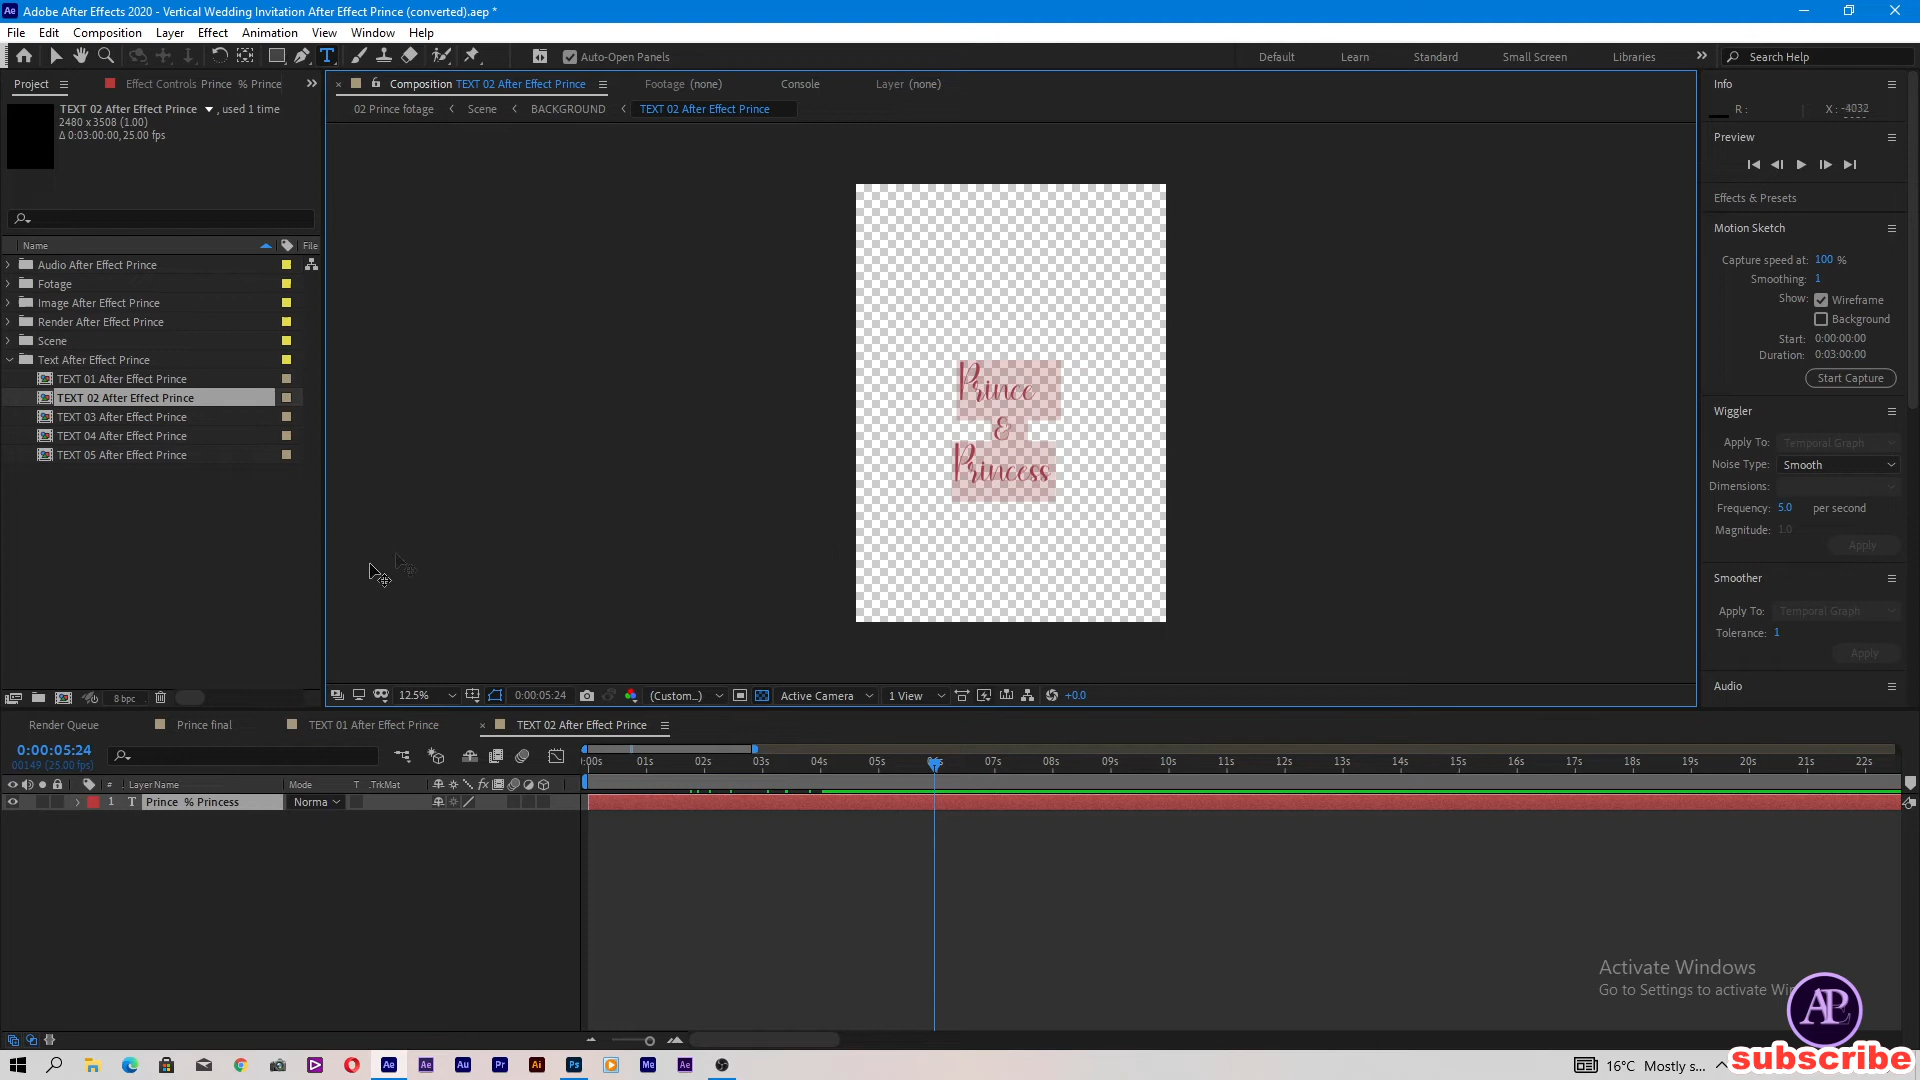 Adobe After Effects 2020 - Vertical Wedding Invitation After Effect Prince (converted).aep *
File Edit Composition Layer Effect Animation View Window Help
Auto-Open Panels
Default Learn Standard Small Screen Libraries Search Help
Project Effect Controls Prince % Prince
TEXT 02 After Effect Prince , used 1 time
2480 x 3508 (1.00)
Δ 0:03:00:00, 25.00 fps
Name File
Audio After Effect Prince
Fotage
Image After Effect Prince
Render After Effect Prince
Scene
Text After Effect Prince
TEXT 01 After Effect Prince
TEXT 02 After Effect Prince
TEXT 03 After Effect Prince
TEXT 04 After Effect Prince
TEXT 05 After Effect Prince
8 bpc
Composition TEXT 02 After Effect Prince Footage (none) Console Layer (none)
02 Prince fotage Scene BACKGROUND TEXT 02 After Effect Prince
Prince
&
Princess
12.5% 0:00:05:24 (Custom...) Active Camera 1 View +0.0
Info
R : X : -4032
Preview
Effects & Presets
Motion Sketch
Capture speed at: 100 %
Smoothing: 1
Show: Wireframe
Background
Start: 0:00:00:00
Duration: 0:03:00:00
Start Capture
Wiggler
Apply To: Temporal Graph
Noise Type: Smooth
Dimensions:
Frequency: 5.0 per second
Magnitude: 1.0
Apply
Smoother
Apply To: Temporal Graph
Tolerance: 1
Apply
Audio
Render Queue Prince final TEXT 01 After Effect Prince TEXT 02 After Effect Prince
0:00:05:24
00149 (25.00 fps)
# Layer Name Mode T .TrkMat
1 T Prince % Princess Norma
:00s 01s 02s 03s 04s 05s 07s 08s 09s 10s 11s 12s 13s 14s 15s 16s 17s 18s 19s 20s 21s 22s
Activate Windows
Go to Settings to activate Wi
AP
subscribe
Ae Ae Au Pr Ai Ps Me Ae
16°C Mostly s...